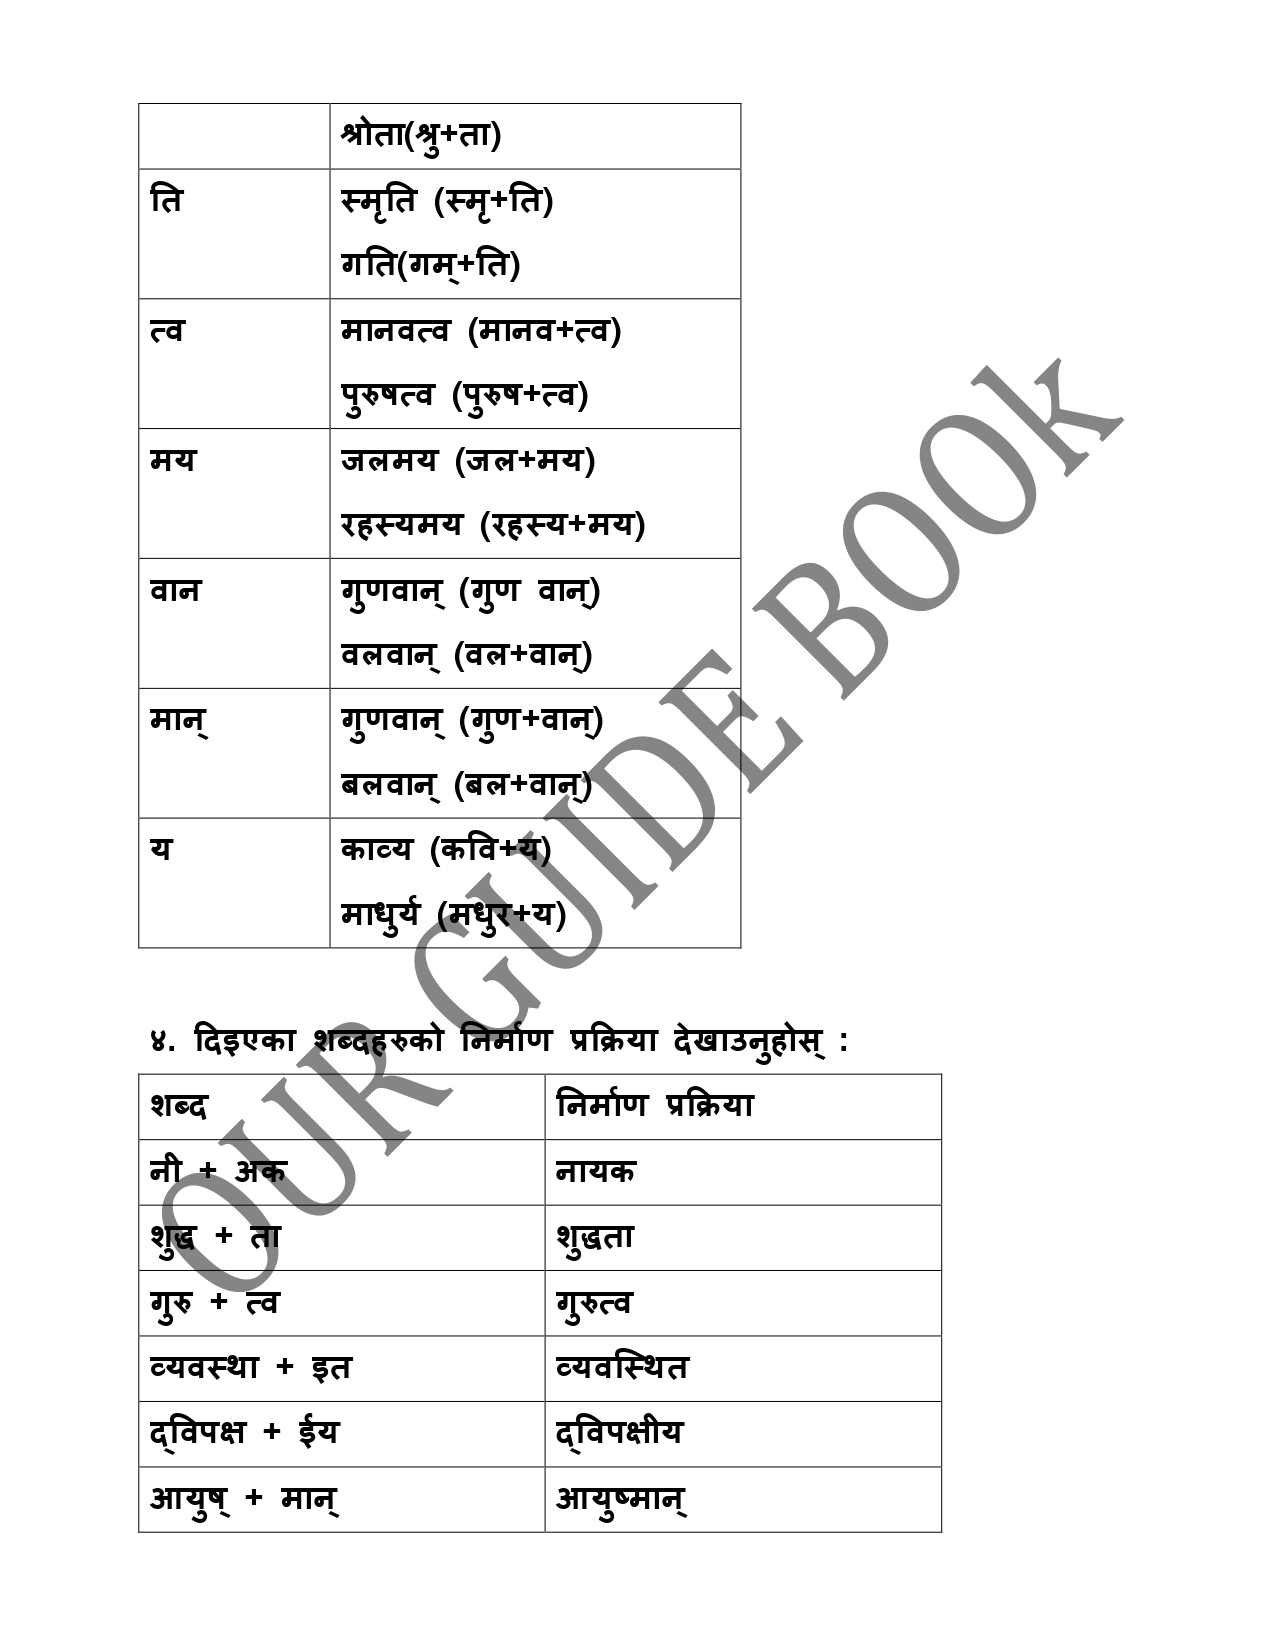 श्रोता(श्रु+ता)
ति स्मृति (स्मृ+ति)
गति(गम्+ति)
त्व मानवत्व (मानव+त्व)
पुरुषत्व (पुरुष+त्व)
मय जलमय (जल+मय)
रहस्यमय (रहस्य+मय)
वान गुणवान् (गुण वान्)
वलवान् (वल+वान्)
मान् गुणवान् (गुण+वान्)
बलवान् (बल+वान्)
य काव्य (कवि+य)
माधुर्य (मधुर+य)
४. दिइएका शब्दहरुको निर्माण प्रक्रिया देखाउनुहोस् :
शब्द निर्माण प्रक्रिया
नी + अक नायक
शुद्ध + ता शुद्धता
गुरु + त्व गुरुत्व
व्यवस्था + इत व्यवस्थित
द्‌विपक्ष + ईय द्‌विपक्षीय
आयुष् + मान् आयुष्मान्
OUR GUIDE BOOk